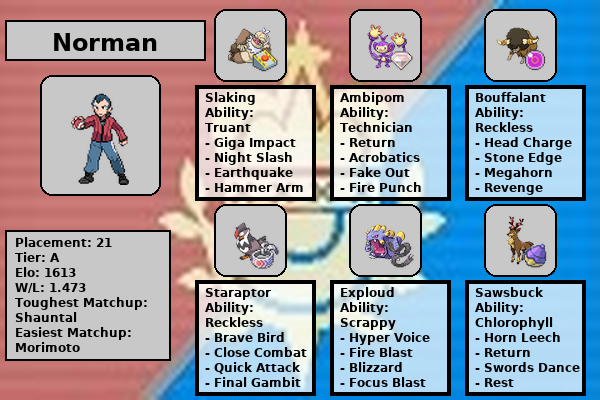 Norman
Slaking
Ability:
Truant
- Giga Impact
- Night Slash
- Earthquake
- Hammer Arm
Ambipom
Ability:
Technician
- Return
- Acrobatics
- Fake Out
- Fire Punch
Bouffalant
Ability:
Reckless
- Head Charge
- Stone Edge
- Megahorn
- Revenge
Placement: 21
Tier: A
Elo: 1613
W/L: 1.473
Toughest Matchup:
Shauntal
Easiest Matchup:
Morimoto
Staraptor
Ability:
Reckless
- Brave Bird
- Close Combat
- Quick Attack
- Final Gambit
Exploud
Ability:
Scrappy
- Hyper Voice
- Fire Blast
- Blizzard
- Focus Blast
Sawsbuck
Ability:
Chlorophyll
- Horn Leech
- Return
- Swords Dance
- Rest